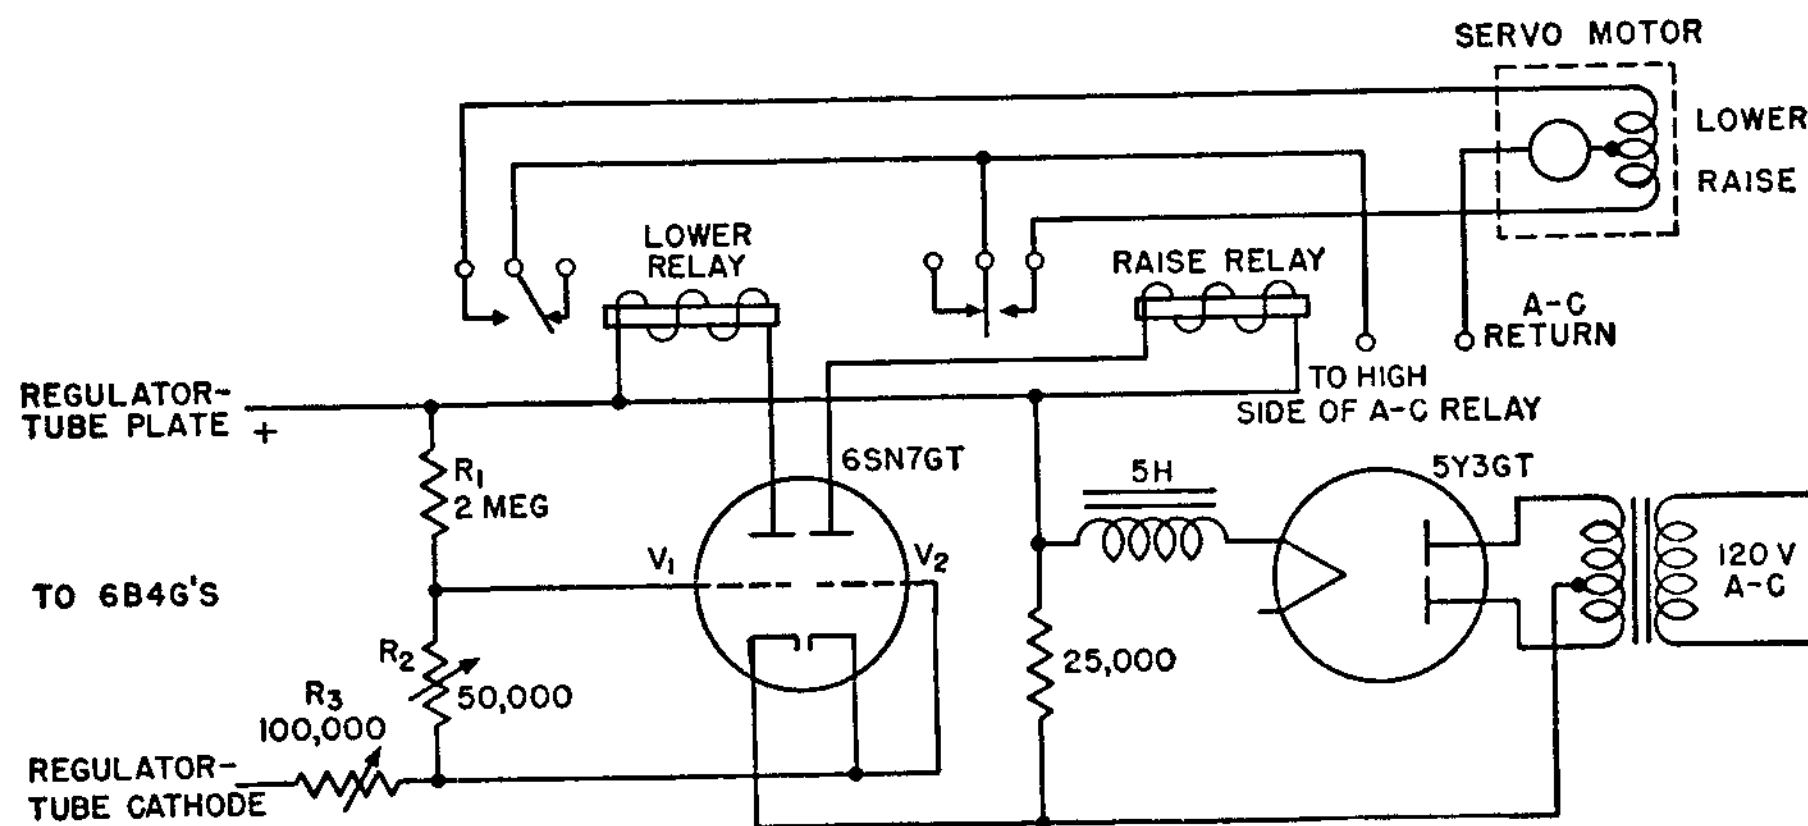 SERVO MOTOR
LOWER
RAISE
LOWER
RELAY
RAISE RELAY
A-C
RETURN
TO HIGH
SIDE OF A-C RELAY
REGULATOR-
TUBE PLATE +
R1
2 MEG
6SN7GT
5H
5Y3GT
V1
V2
120 V
A-C
TO 6B4G'S
R2
50,000
25,000
R3
100,000
REGULATOR-
TUBE CATHODE